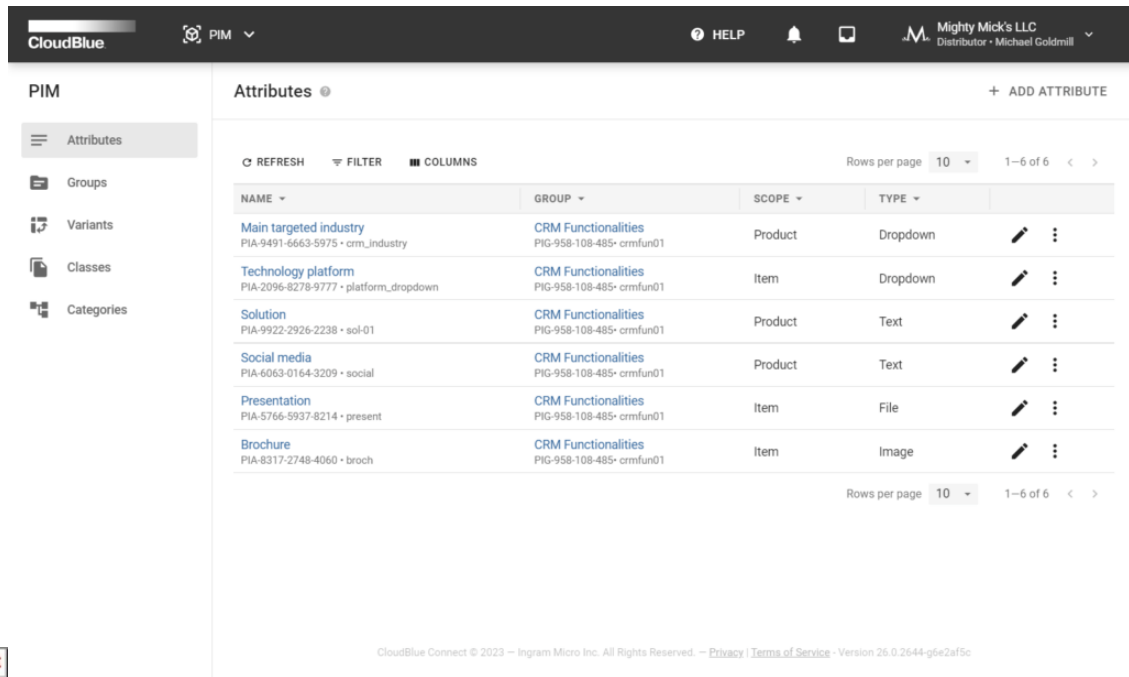 CloudBlue.
PIM
HELP
Mighty Mick's LLC
Distributor • Michael Goldmill
PIM
Attributes
Groups
Variants
Classes
Categories
Attributes
+ ADD ATTRIBUTE
REFRESH FILTER COLUMNS Rows per page 10 1–6 of 6
NAME GROUP SCOPE TYPE
Main targeted industry CRM Functionalities Product Dropdown
PIA-9491-6663-5975 • crm_industry PIG-958-108-485• crmfun01
Technology platform CRM Functionalities Item Dropdown
PIA-2096-8278-9777 • platform_dropdown PIG-958-108-485• crmfun01
Solution CRM Functionalities Product Text
PIA-9922-2926-2238 • sol-01 PIG-958-108-485• crmfun01
Social media CRM Functionalities Product Text
PIA-6063-0164-3209 • social PIG-958-108-485• crmfun01
Presentation CRM Functionalities Item File
PIA-5766-5937-8214 • present PIG-958-108-485• crmfun01
Brochure CRM Functionalities Item Image
PIA-8317-2748-4060 • broch PIG-958-108-485• crmfun01
Rows per page 10 1–6 of 6
CloudBlue Connect © 2023 — Ingram Micro Inc. All Rights Reserved. — Privacy | Terms of Service - Version 26.0.2644-g6e2af5c